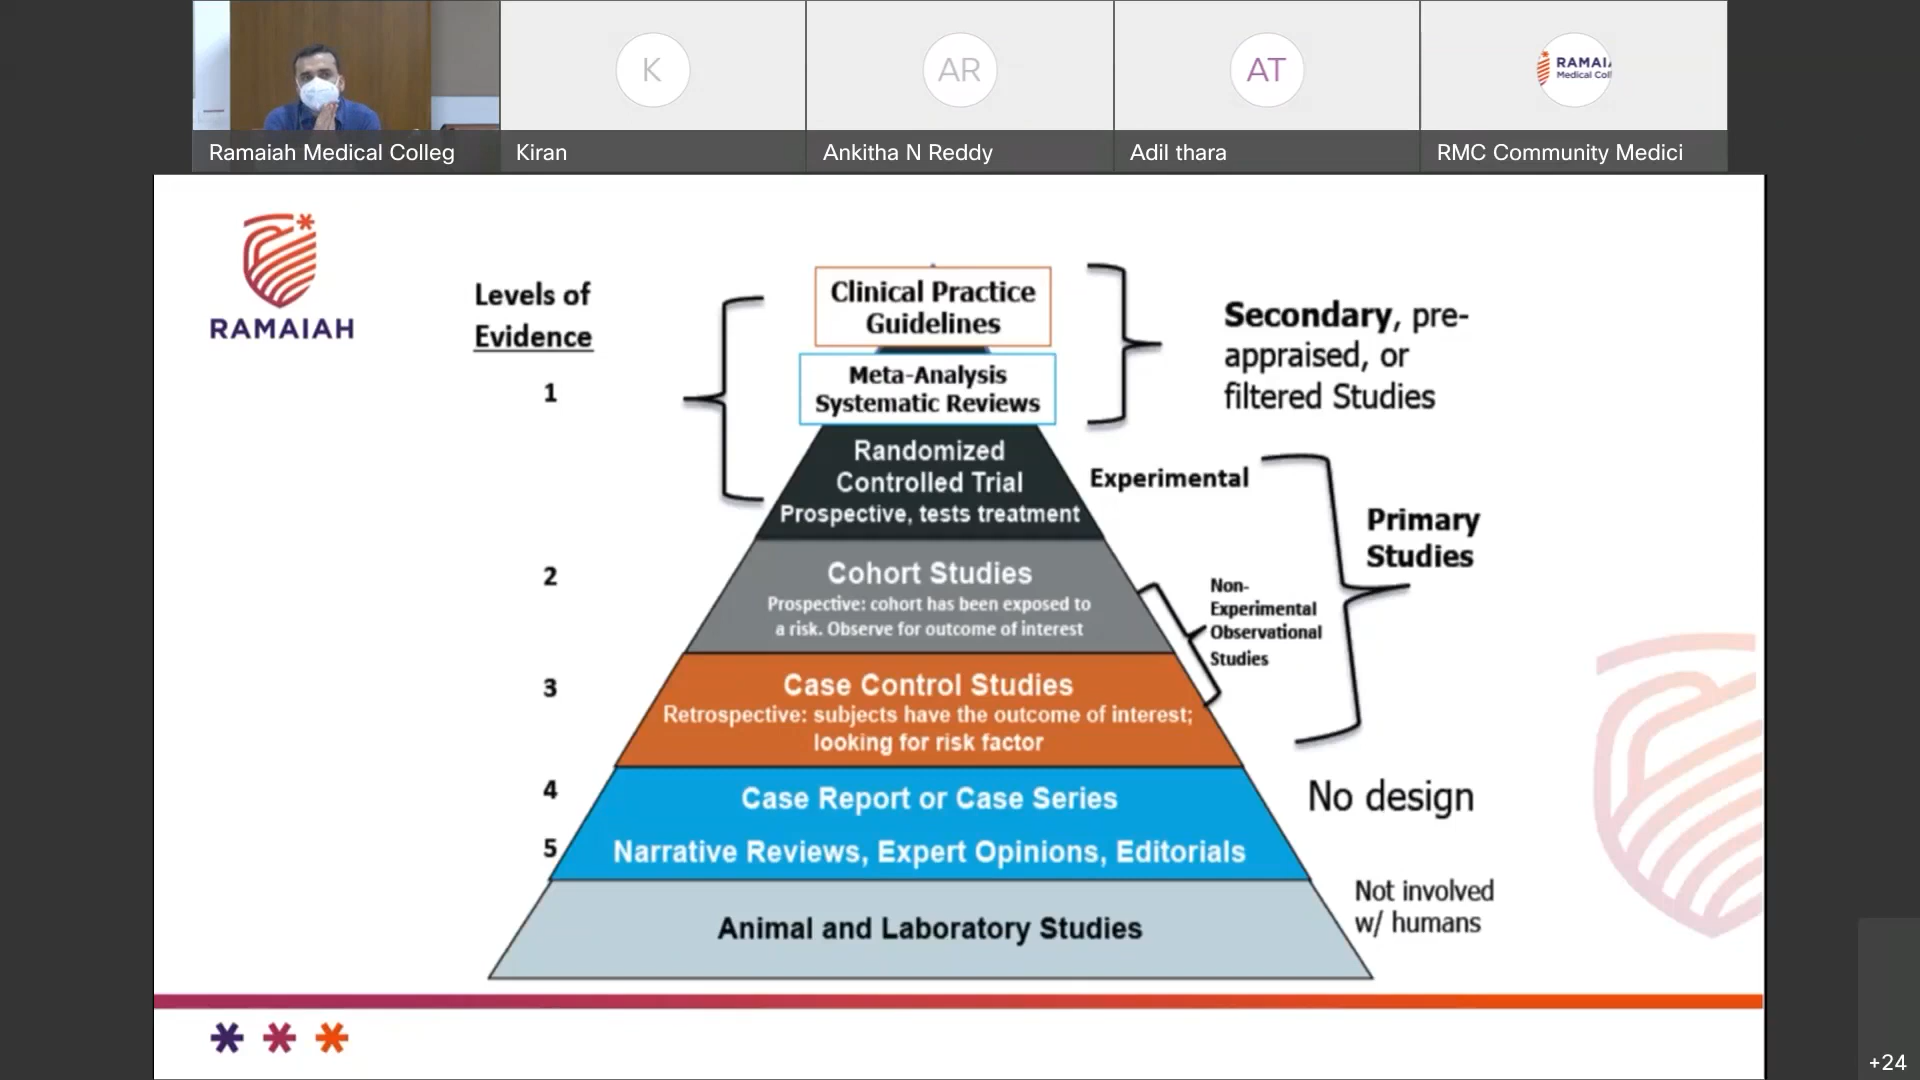 K
AR
AT
RAMAI
Medical Coll
Ramaiah Medical Colleg
Kiran
Ankitha N Reddy
Adil thara
RMC Community Medici
RAMAIAH
Levels of
Evidence
1
2
3
4
5
Clinical Practice
Guidelines
Meta-Analysis
Systematic Reviews
Randomized
Controlled Trial
Prospective, tests treatment
Cohort Studies
Prospective: cohort has been exposed to
a risk. Observe for outcome of interest
Case Control Studies
Retrospective: subjects have the outcome of interest;
looking for risk factor
Case Report or Case Series
Narrative Reviews, Expert Opinions, Editorials
Animal and Laboratory Studies
Secondary, pre-
appraised, or
filtered Studies
Experimental
Primary
Studies
Non-
Experimental
Observational
Studies
No design
Not involved
w/ humans
+24